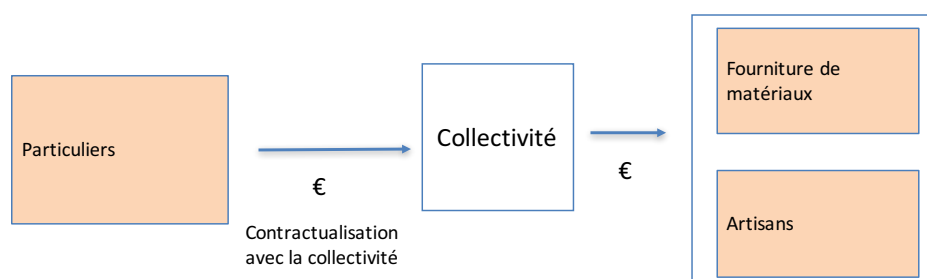 Particuliers
€
Contractualisation
avec la collectivité
Collectivité
€
Fourniture de
matériaux
Artisans